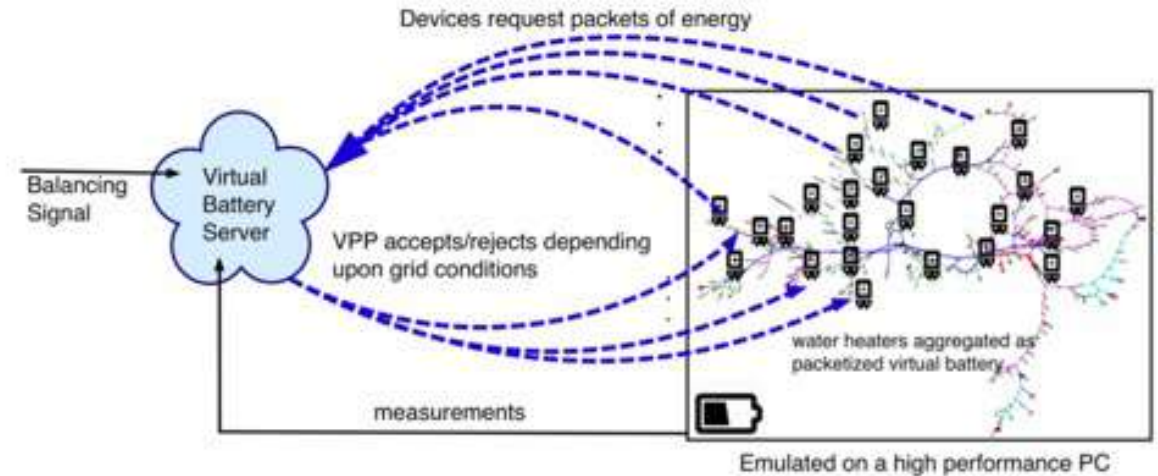 Devices request packets of energy
Balancing
Signal
Virtual
Battery
Server
VPP accepts/rejects depending
upon grid conditions
water heaters aggregated as
packetized virtual battery
measurements
Emulated on a high performance PC